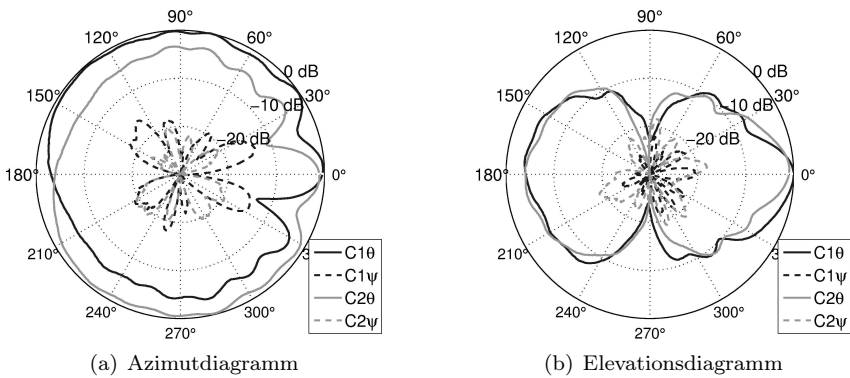 90°
120°
60°
0 dB
150°
−10 dB
30°
−20 dB
180°
0°
210°
3
240°
300°
270°
C1θ
C1ψ
C2θ
C2ψ
(a) Azimutdiagramm
90°
120°
60°
0 dB
150°
−10 dB
30°
−20 dB
180°
0°
210°
3
240°
300°
270°
C1θ
C1ψ
C2θ
C2ψ
(b) Elevationsdiagramm